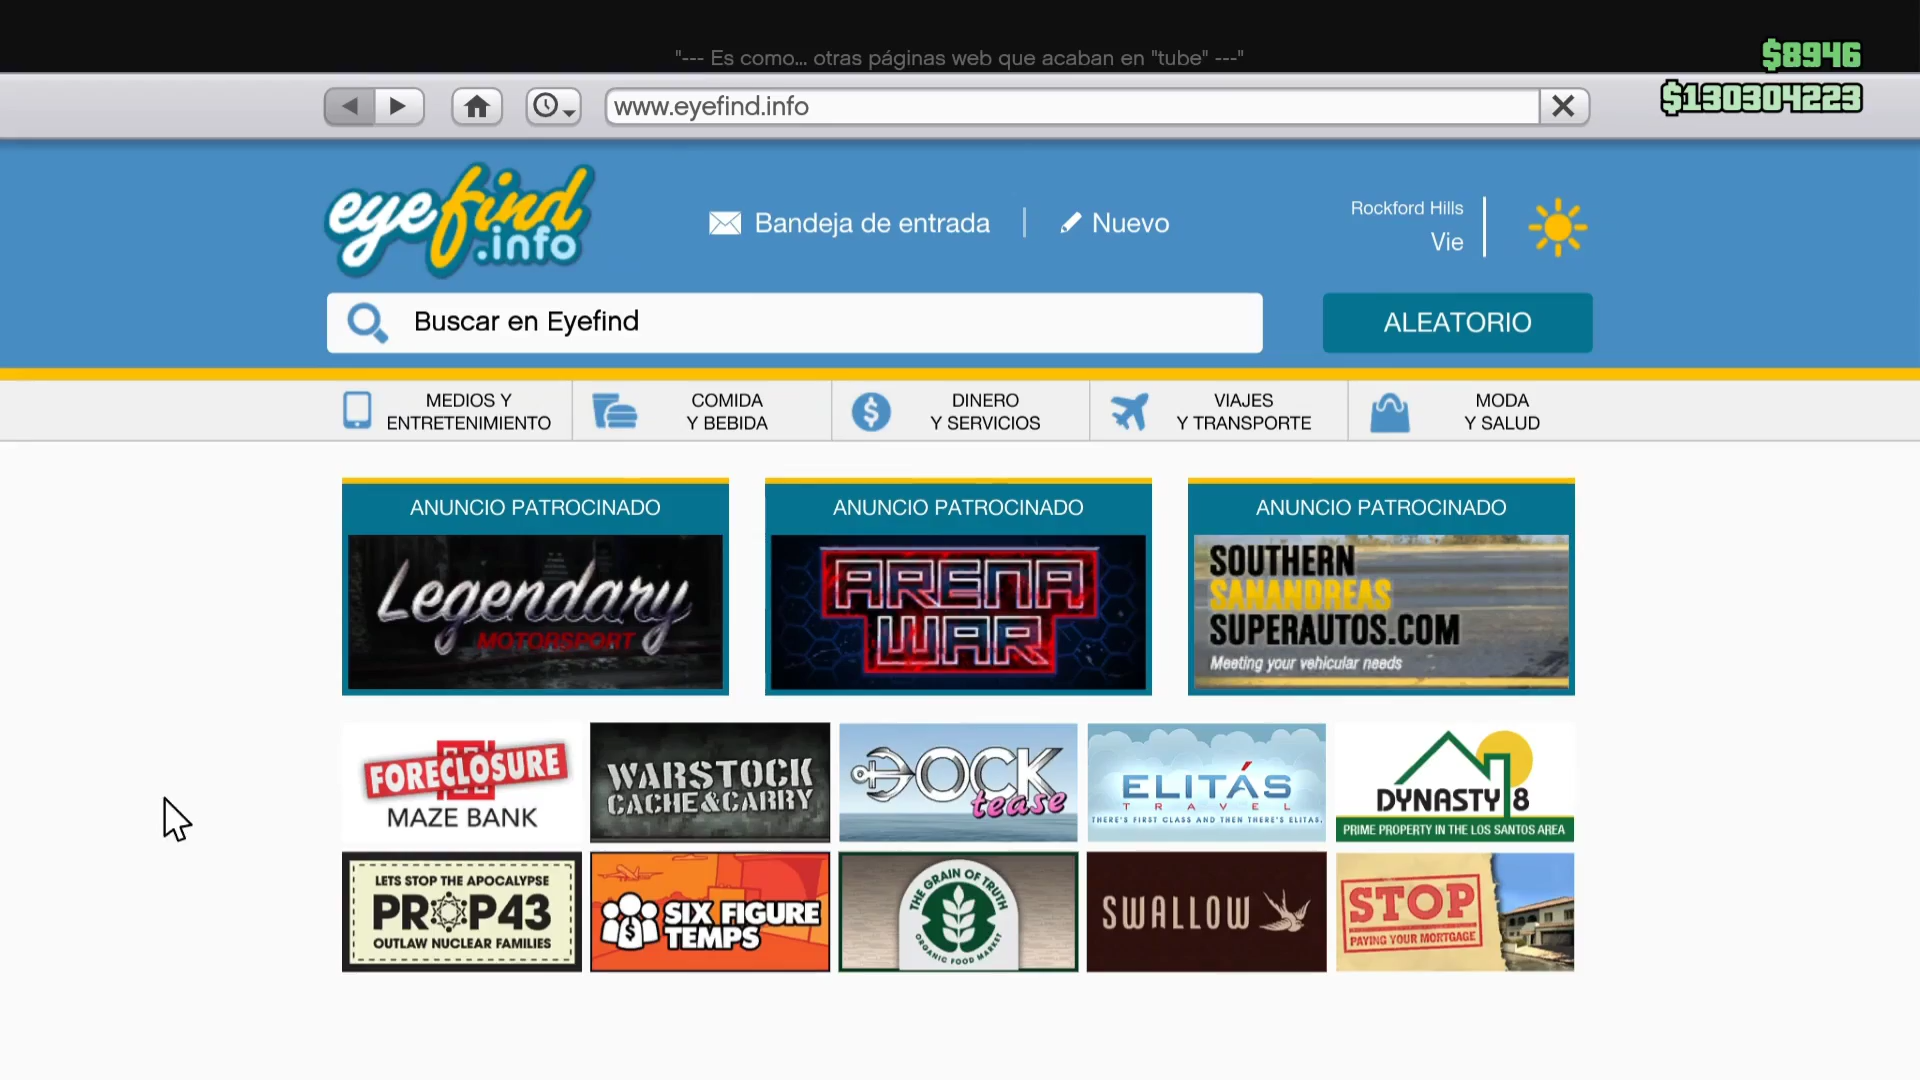 "--- Es como... otras páginas web que acaban en "tube" ---"
$8946
$130304223
www.eyefind.info
eyefind
.info
Bandeja de entrada
Nuevo
Rockford Hills
Vie
Buscar en Eyefind
ALEATORIO
MEDIOS Y
ENTRETENIMIENTO
COMIDA
Y BEBIDA
DINERO
Y SERVICIOS
VIAJES
Y TRANSPORTE
MODA
Y SALUD
ANUNCIO PATROCINADO
Legendary
MOTORSPORT
ANUNCIO PATROCINADO
ARENA
WAR
ANUNCIO PATROCINADO
SOUTHERN
SANANDREAS
SUPERAUTOS.COM
Meeting your vehicular needs
FORECLOSURE
MAZE BANK
WARSTOCK
CACHE&CARRY
DOCK
tease
ELITÁS
TRAVEL
THERE'S FIRST CLASS AND THEN THERE'S ELITAS.
DYNASTY 8
PRIME PROPERTY IN THE LOS SANTOS AREA
LETS STOP THE APOCALYPSE
PROP43
OUTLAW NUCLEAR FAMILIES
SIX FIGURE
TEMPS
THE GRAIN OF TRUTH
ORGANIC FOOD MARKET
SWALLOW
STOP
PAYING YOUR MORTGAGE